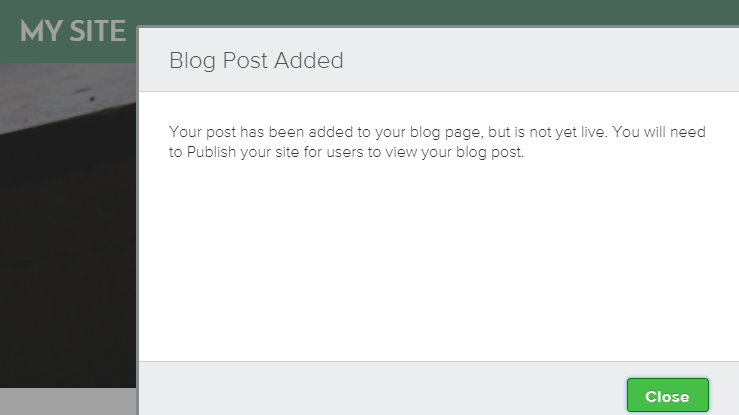 MY SITE
Blog Post Added
Your post has been added to your blog page, but is not yet live. You will need
to Publish your site for users to view your blog post.
Close